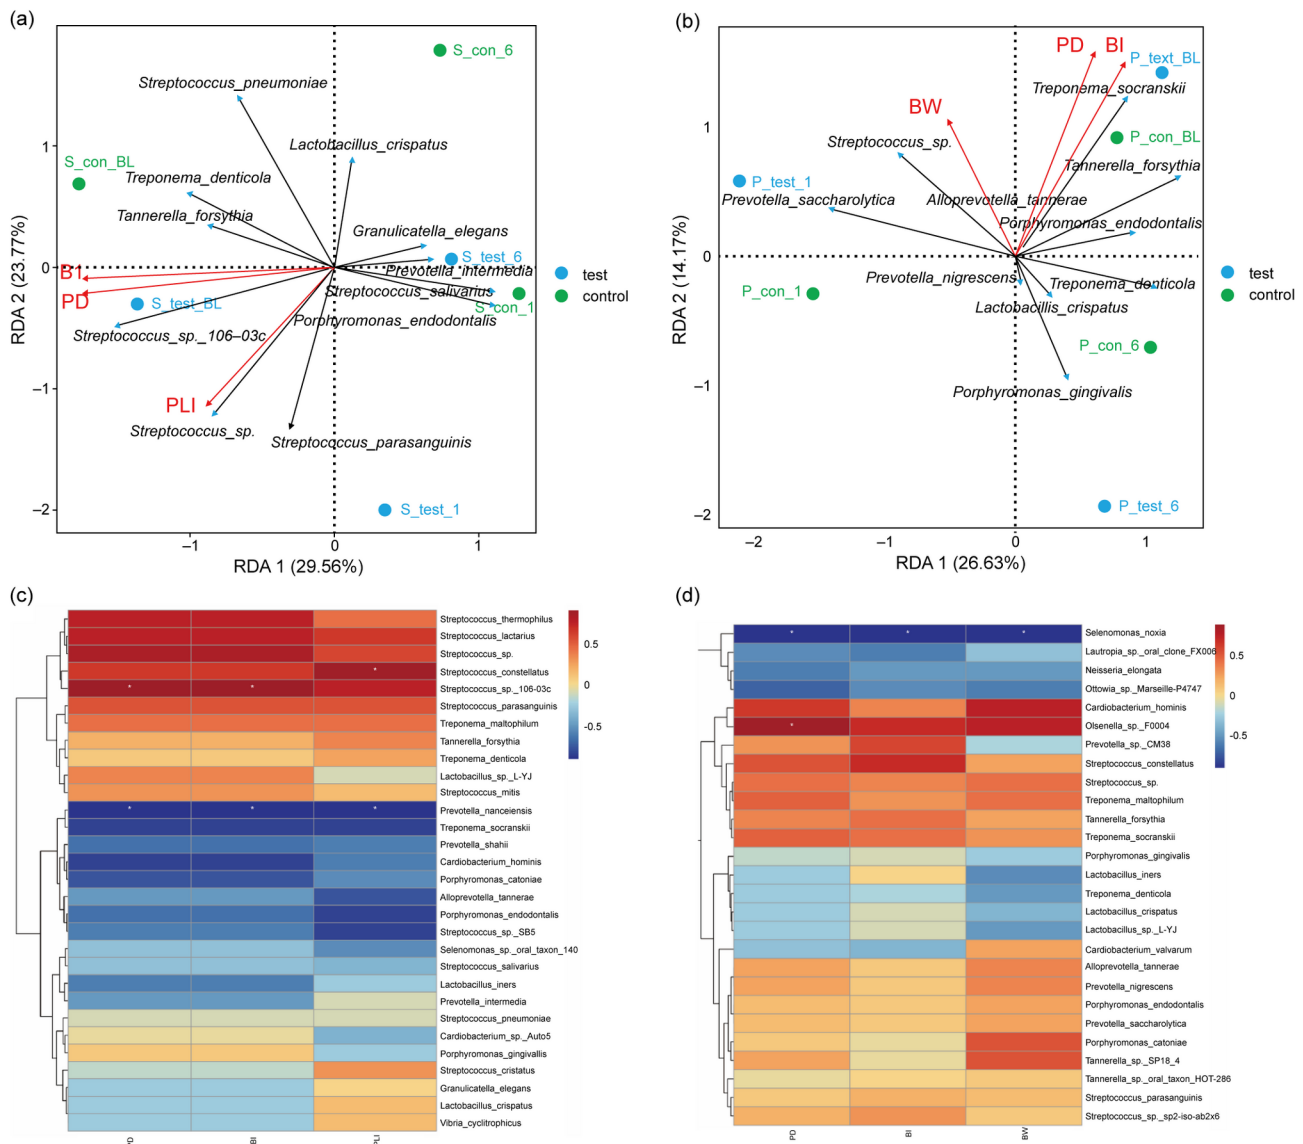 (a)
S_con_6
Streptococcus_pneumoniae
Lactobacillus_crispatus
S_con_BL
Treponema_denticola
Tannerella_forsythia
Granulicatella_elegans
S_test_6
Prevotella_intermedia
BI
PD
S_test_BL
Streptococcus_salivarius
S_con_1
Porphyromonas_endodontalis
Streptococcus_sp._106–03c
PLI
Streptococcus_sp.
Streptococcus_parasanguinis
S_test_1
1
0
–1
–2
–1
0
1
RDA 2 (23.77%)
RDA 1 (29.56%)
test
control
(b)
PD
BI
P_text_BL
Treponema_socranskii
BW
Streptococcus_sp.
P_con_BL
Tannerella_forsythia
P_test_1
Prevotella_saccharolytica
Alloprevotella_tannerae
Porphyromonas_endodontalis
Prevotella_nigrescens
Treponema_denticola
P_con_1
Lactobacillis_crispatus
P_con_6
Porphyromonas_gingivalis
P_test_6
1
0
–1
–2
–2
–1
0
1
RDA 2 (14.17%)
RDA 1 (26.63%)
test
control
(c)
Streptococcus_thermophilus
Streptococcus_lactarius
Streptococcus_sp.
Streptococcus_constellatus
*
Streptococcus_sp._106-03c
* *
Streptococcus_parasanguinis
Treponema_maltophilum
Tannerella_forsythia
Treponema_denticola
Lactobacillus_sp._L-YJ
Streptococcus_mitis
Prevotella_nanceiensis
* * *
Treponema_socranskii
Prevotella_shahii
Cardiobacterium_hominis
Porphyromonas_catoniae
Alloprevotella_tannerae
Porphyromonas_endodontalis
Streptococcus_sp._SB5
Selenomonas_sp._oral_taxon_140
Streptococcus_salivarius
Lactobacillus_iners
Prevotella_intermedia
Streptococcus_pneumoniae
Cardiobacterium_sp._Auto5
Porphyromonas_gingivallis
Streptococcus_cristatus
Granulicatella_elegans
Lactobacillus_crispatus
Vibria_cyclitrophicus
PD
BI
PLI
0.5
0
-0.5
(d)
Selenomonas_noxia
* * *
Lautropia_sp._oral_clone_FX006
Neisseria_elongata
Ottowia_sp._Marseille-P4747
Cardiobacterium_hominis
Olsenella_sp._F0004
*
Prevotella_sp._CM38
Streptococcus_constellatus
Streptococcus_sp.
Treponema_maltophilum
Tannerella_forsythia
Treponema_socranskii
Porphyromonas_gingivalis
Lactobacillus_iners
Treponema_denticola
Lactobacillus_crispatus
Lactobacillus_sp._L-YJ
Cardiobacterium_valvarum
Alloprevotella_tannerae
Prevotella_nigrescens
Porphyromonas_endodontalis
Prevotella_saccharolytica
Porphyromonas_catoniae
Tannerella_sp._SP18_4
Tannerella_sp._oral_taxon_HOT-286
Streptococcus_parasanguinis
Streptococcus_sp._sp2-iso-ab2x6
PD
BI
BW
0.5
0
-0.5